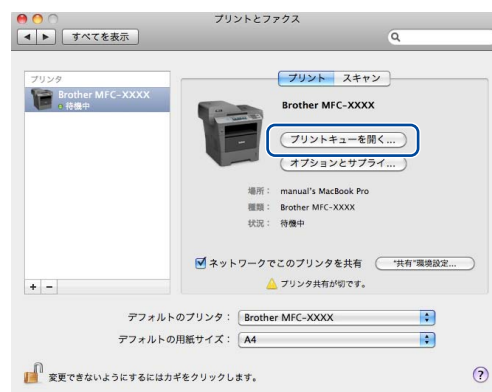 プリントとファクス
すべてを表示
プリンタ
Brother MFC-XXXX
待機中
プリント スキャン
Brother MFC-XXXX
プリントキューを開く...
オプションとサプライ...
場所： manual's MacBook Pro
種類： Brother MFC-XXXX
状況： 待機中
ネットワークでこのプリンタを共有 "共有"環境設定...
プリンタ共有が切です。
+ −
デフォルトのプリンタ： Brother MFC-XXXX
デフォルトの用紙サイズ： A4
変更できないようにするにはカギをクリックします。
?